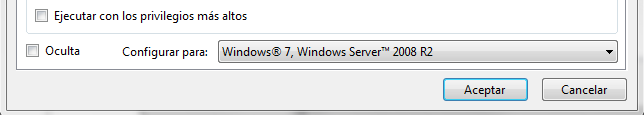 Ejecutar con los privilegios más altos
Oculta Configurar para: Windows® 7, Windows Server™ 2008 R2
Aceptar Cancelar